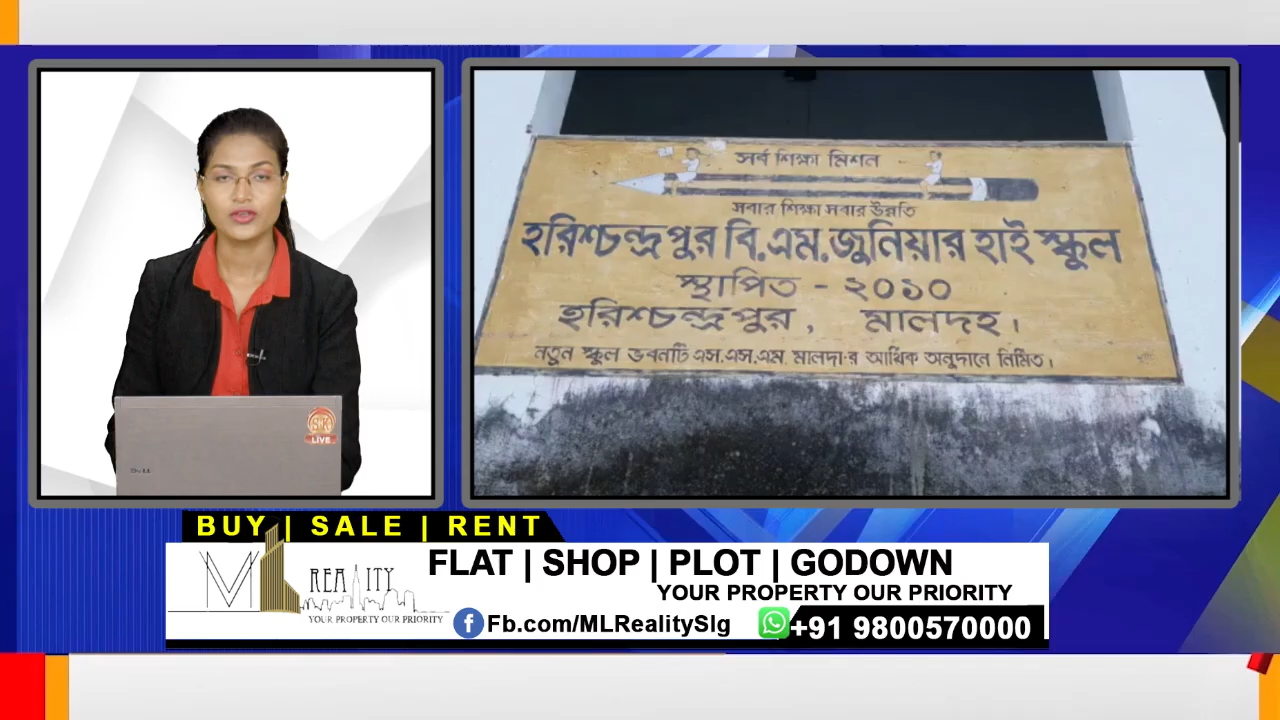 সর্ব শিক্ষা মিশন
সবার শিক্ষা সবার উন্নতি
হরিশ্চন্দ্রপুর বি.এম.জুনিয়ার হাই স্কুল
স্থাপিত - ২০১০
হরিশ্চন্দ্রপুর, মালদহ।
নতুন স্কুল ভবনটি এস.এস.এম. মালদা-র আর্থিক অনুদানে নির্মিত।
LIVE
DELL
BUY | SALE | RENT
FLAT | SHOP | PLOT | GODOWN
YOUR PROPERTY OUR PRIORITY
ML REALITY
YOUR PROPERTY OUR PRIORITY
Fb.com/MLRealitySlg
+91 9800570000